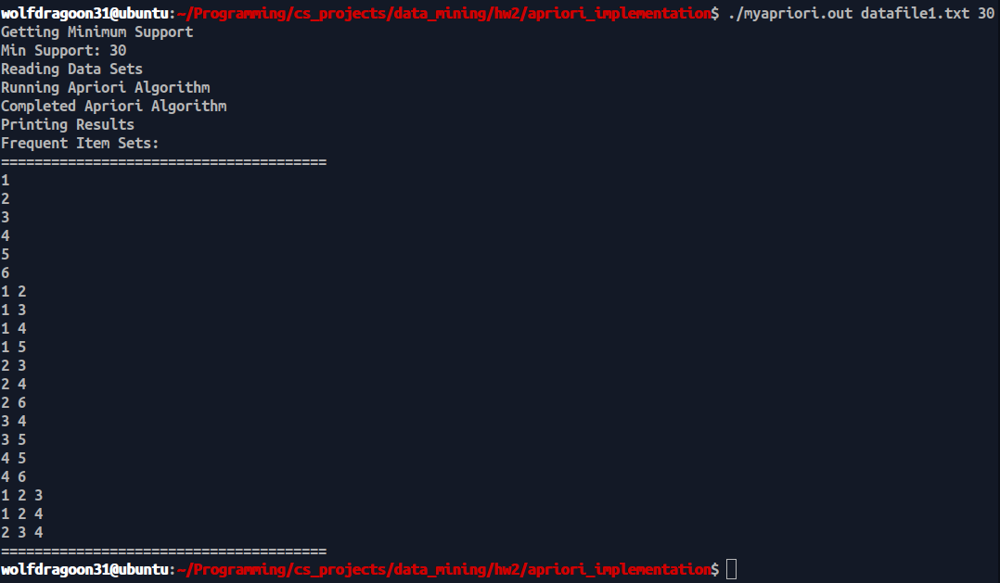 wolfdragoon31@ubuntu:~/Programming/cs_projects/data_mining/hw2/apriori_implementation$ ./myapriori.out datafile1.txt 30
Getting Minimum Support
Min Support: 30
Reading Data Sets
Running Apriori Algorithm
Completed Apriori Algorithm
Printing Results
Frequent Item Sets:
=======================================
1
2
3
4
5
6
1 2
1 3
1 4
1 5
2 3
2 4
2 6
3 4
3 5
4 5
4 6
1 2 3
1 2 4
2 3 4
=======================================
wolfdragoon31@ubuntu:~/Programming/cs_projects/data_mining/hw2/apriori_implementation$